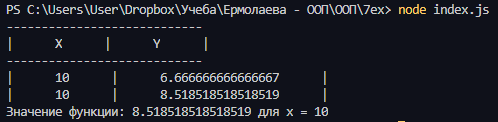 PS C:\Users\User\Dropbox\Учеба\Ермолаева - ООП\ООП\7ex> node index.js
----------------------------
|      X      |      Y      |
----------------------------
|      10      |      6.666666666666667      |
|      10      |      8.518518518518519      |
Значение функции: 8.518518518518519 для x = 10